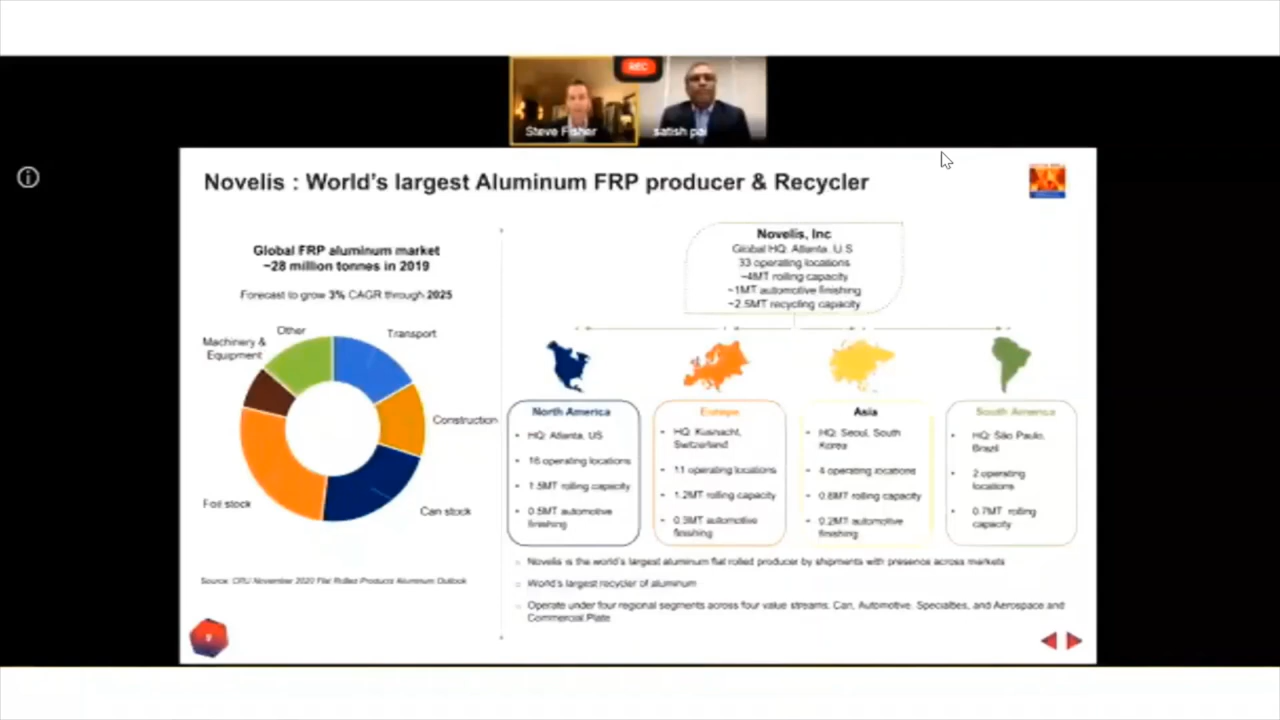 REC
Steve Fisher
satish pai
Novelis : World's largest Aluminum FRP producer & Recycler
Global FRP aluminum market
~28 million tonnes in 2019
Forecast to grow 3% CAGR through 2025
Other
Transport
Machinery &
Equipment
Construction
Foil stock
Can stock
Source: CRU November 2020 Flat Rolled Products Aluminum Outlook
Novelis, Inc
Global HQ: Atlanta, U.S
33 operating locations
~4MT rolling capacity
~1MT automotive finishing
~2.5MT recycling capacity
North America
• HQ: Atlanta, US
• 16 operating locations
• 1.5MT rolling capacity
• 0.5MT automotive
finishing
Europe
• HQ: Kusnacht,
Switzerland
• 11 operating locations
• 1.2MT rolling capacity
• 0.3MT automotive
finishing
Asia
• HQ: Seoul, South
Korea
• 4 operating locations
• 0.8MT rolling capacity
• 0.2MT automotive
finishing
South America
• HQ: São Paulo,
Brazil
• 2 operating
locations
• 0.7MT rolling
capacity
Novelis is the world's largest aluminum flat rolled producer by shipments with presence across markets
World's largest recycler of aluminum
Operate under four regional segments across four value streams, Can, Automotive, Specialties, and Aerospace and
Commercial Plate